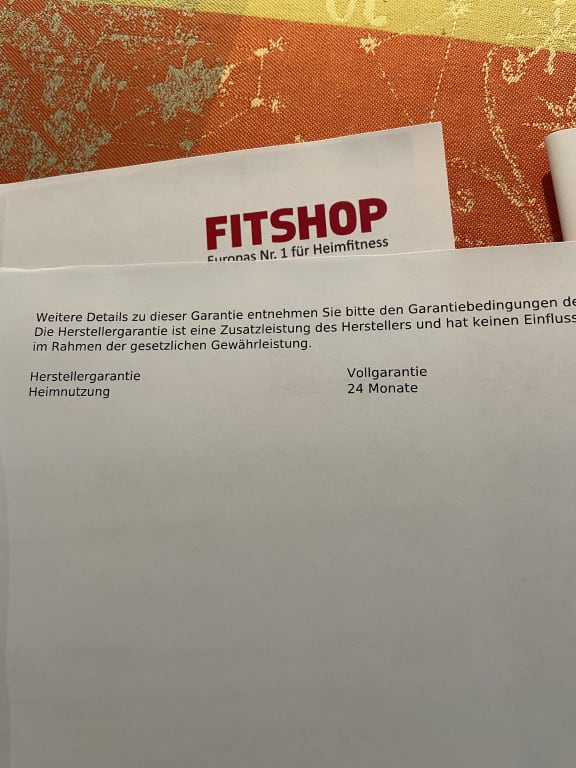 FITSHOP
Europas Nr. 1 für Heimfitness
Weitere Details zu dieser Garantie entnehmen Sie bitte den Garantiebedingungen
Die Herstellergarantie ist eine Zusatzleistung des Herstellers und hat keinen Einfluss
im Rahmen der gesetzlichen Gewährleistung.
Herstellergarantie Vollgarantie
Heimnutzung 24 Monate